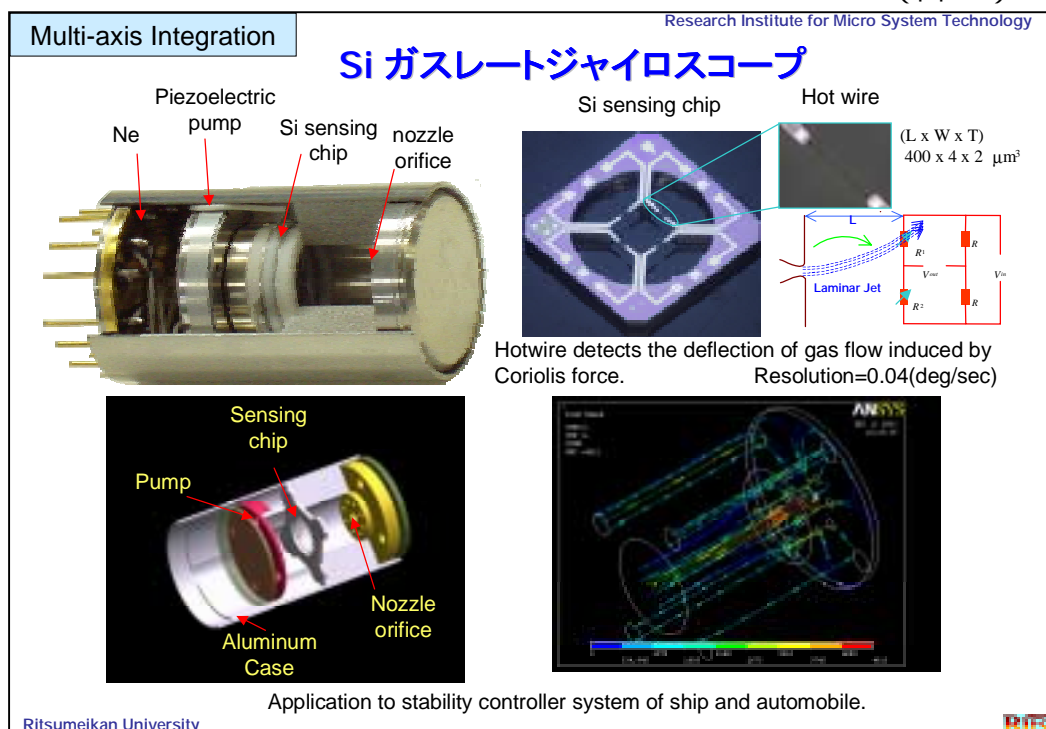 Research Institute for Micro System Technology
Multi-axis Integration
Si ガスレートジャイロスコープ
Piezoelectric
pump
Ne
Si sensing
chip
nozzle
orifice
Si sensing chip
Hot wire
(L x W x T)
400 x 4 x 2 μm³
L
R1
R
Vout
Vin
Laminar Jet
R2
R
Hotwire detects the deflection of gas flow induced by
Coriolis force. Resolution=0.04(deg/sec)
Sensing
chip
Pump
Nozzle
orifice
Aluminum
Case
ANSYS
Application to stability controller system of ship and automobile.
Ritsumeikan University